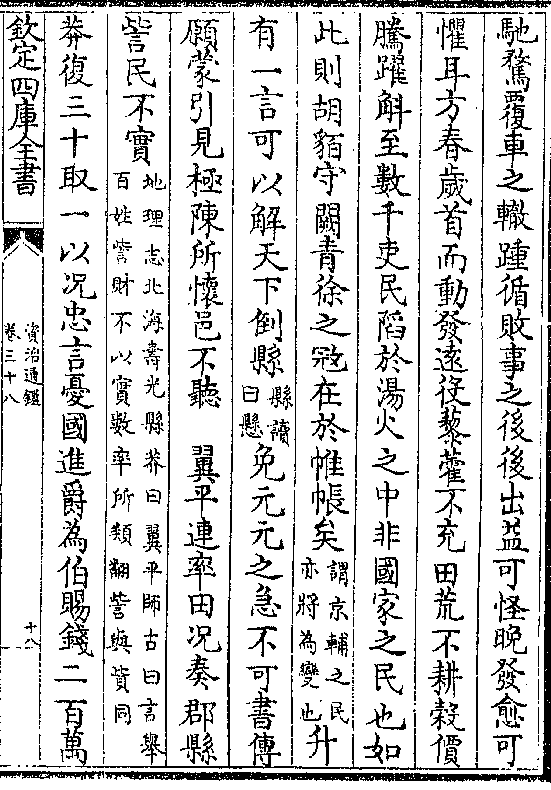 馳騖覆車之轍踵循敗事之後後出益可怪晚發愈可
懼耳方春歲首而動發遠役藜藿不充田荒不耕穀價
騰躍斛至數千吏民陷於湯火之中非國家之民也如
此則胡貊守闕青徐之冦在於帷帳矣謂京輔之民亦將為變也升
有一言可以解天下倒縣縣讀曰懸免元元之急不可書傳
願蒙引見極陳所懷邑不聽　翼平連率田况奏郡縣
訾民不實地理志北海壽光縣莽曰翼平師古曰言舉百姓訾財不以實數率所類翻訾與貲同
莽復三十取一以况忠言憂國進爵為伯賜錢二百萬
欽定四庫全書
資治通鑑
卷三十八
十八